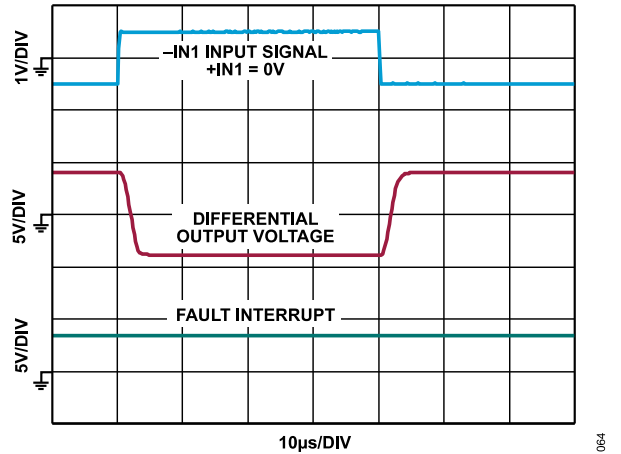 1V/DIV
–IN1 INPUT SIGNAL
+IN1 = 0V
5V/DIV
DIFFERENTIAL
OUTPUT VOLTAGE
5V/DIV
FAULT INTERRUPT
10µs/DIV
064